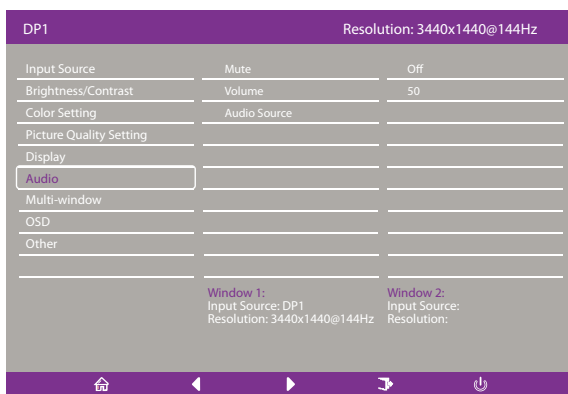 DP1 Resolution: 3440x1440@144Hz
Input Source Mute Off
Brightness/Contrast Volume 50
Color Setting Audio Source
Picture Quality Setting
Display
Audio
Multi-window
OSD
Other
Window 1: Window 2:
Input Source: DP1 Input Source:
Resolution: 3440x1440@144Hz Resolution: